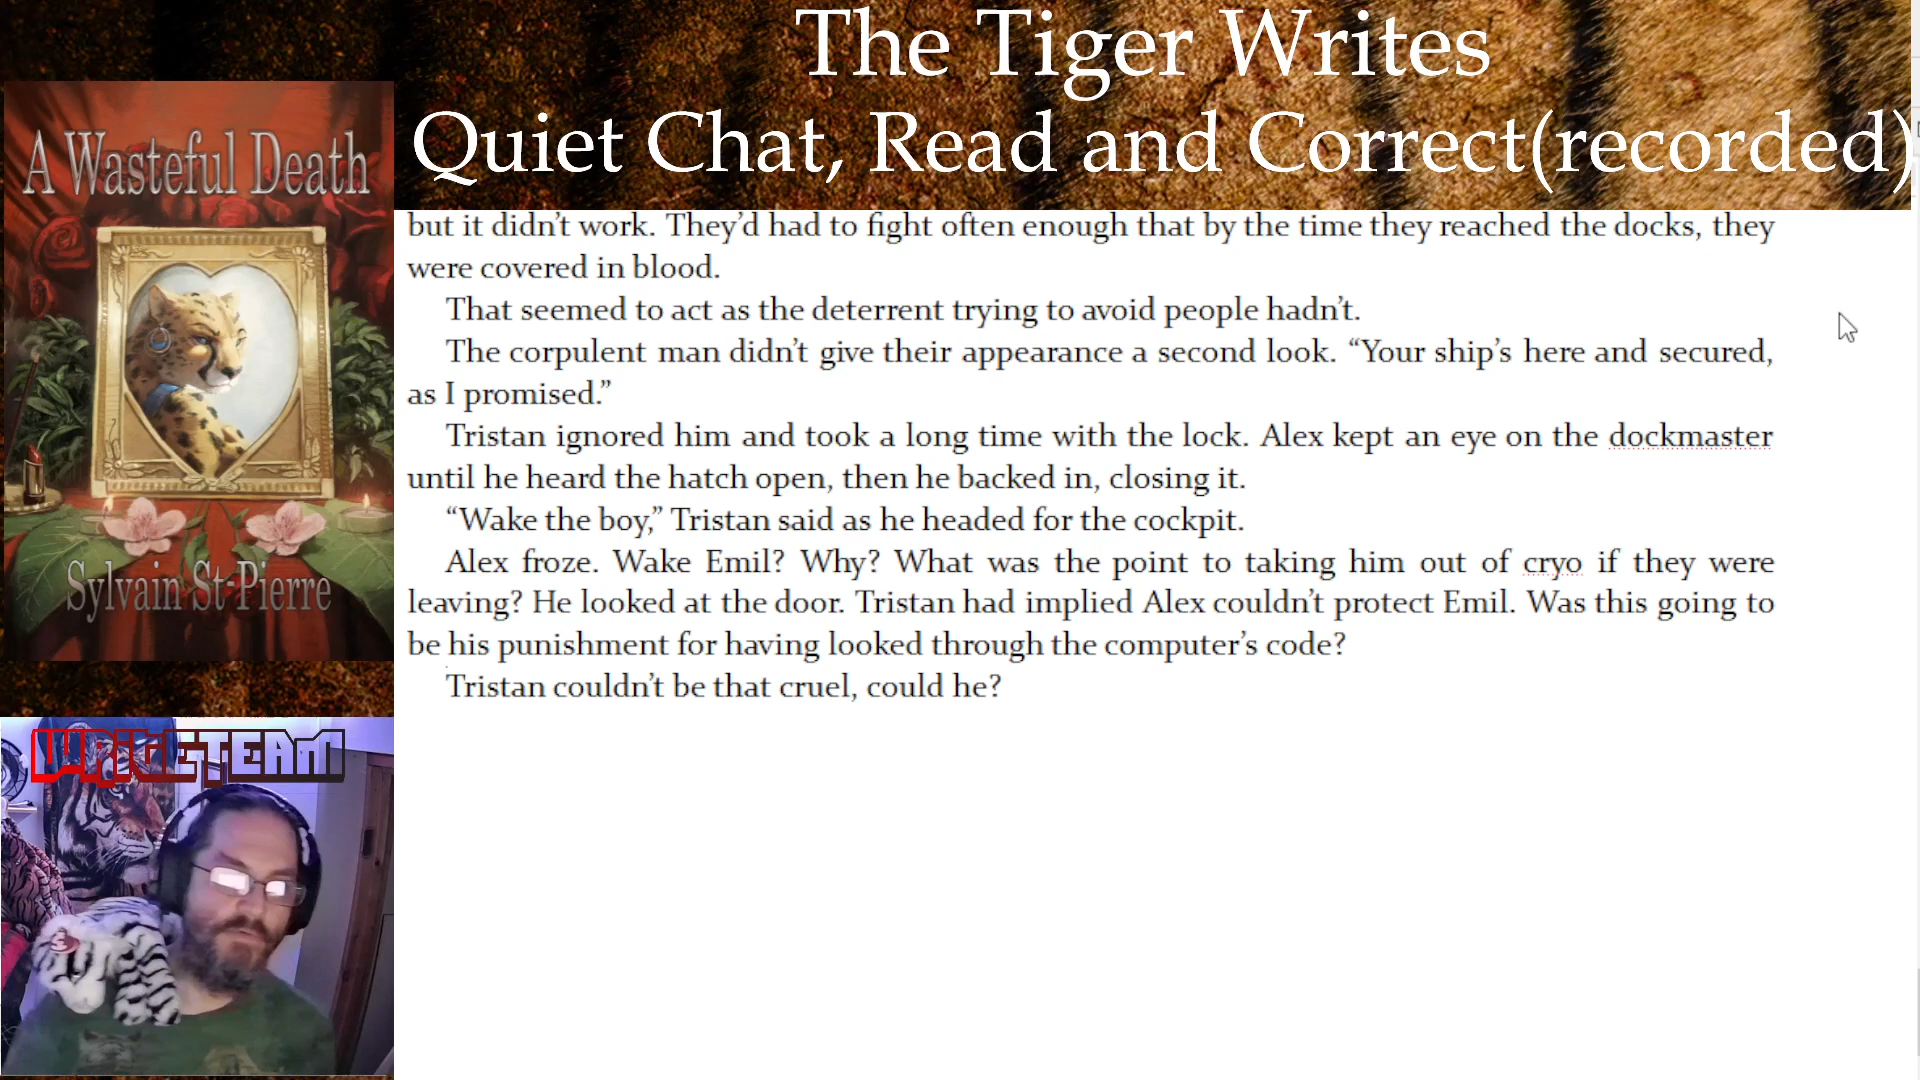 The Tiger Writes
Quiet Chat, Read and Correct(recorded)
A Wasteful Death
Sylvain St-Pierre
but it didn’t work. They’d had to fight often enough that by the time they reached the docks, they
were covered in blood.
That seemed to act as the deterrent trying to avoid people hadn’t.
The corpulent man didn’t give their appearance a second look. “Your ship’s here and secured,
as I promised.”
Tristan ignored him and took a long time with the lock. Alex kept an eye on the dockmaster
until he heard the hatch open, then he backed in, closing it.
“Wake the boy,” Tristan said as he headed for the cockpit.
Alex froze. Wake Emil? Why? What was the point to taking him out of cryo if they were
leaving? He looked at the door. Tristan had implied Alex couldn’t protect Emil. Was this going to
be his punishment for having looked through the computer’s code?
Tristan couldn’t be that cruel, could he?
WRITETEAM